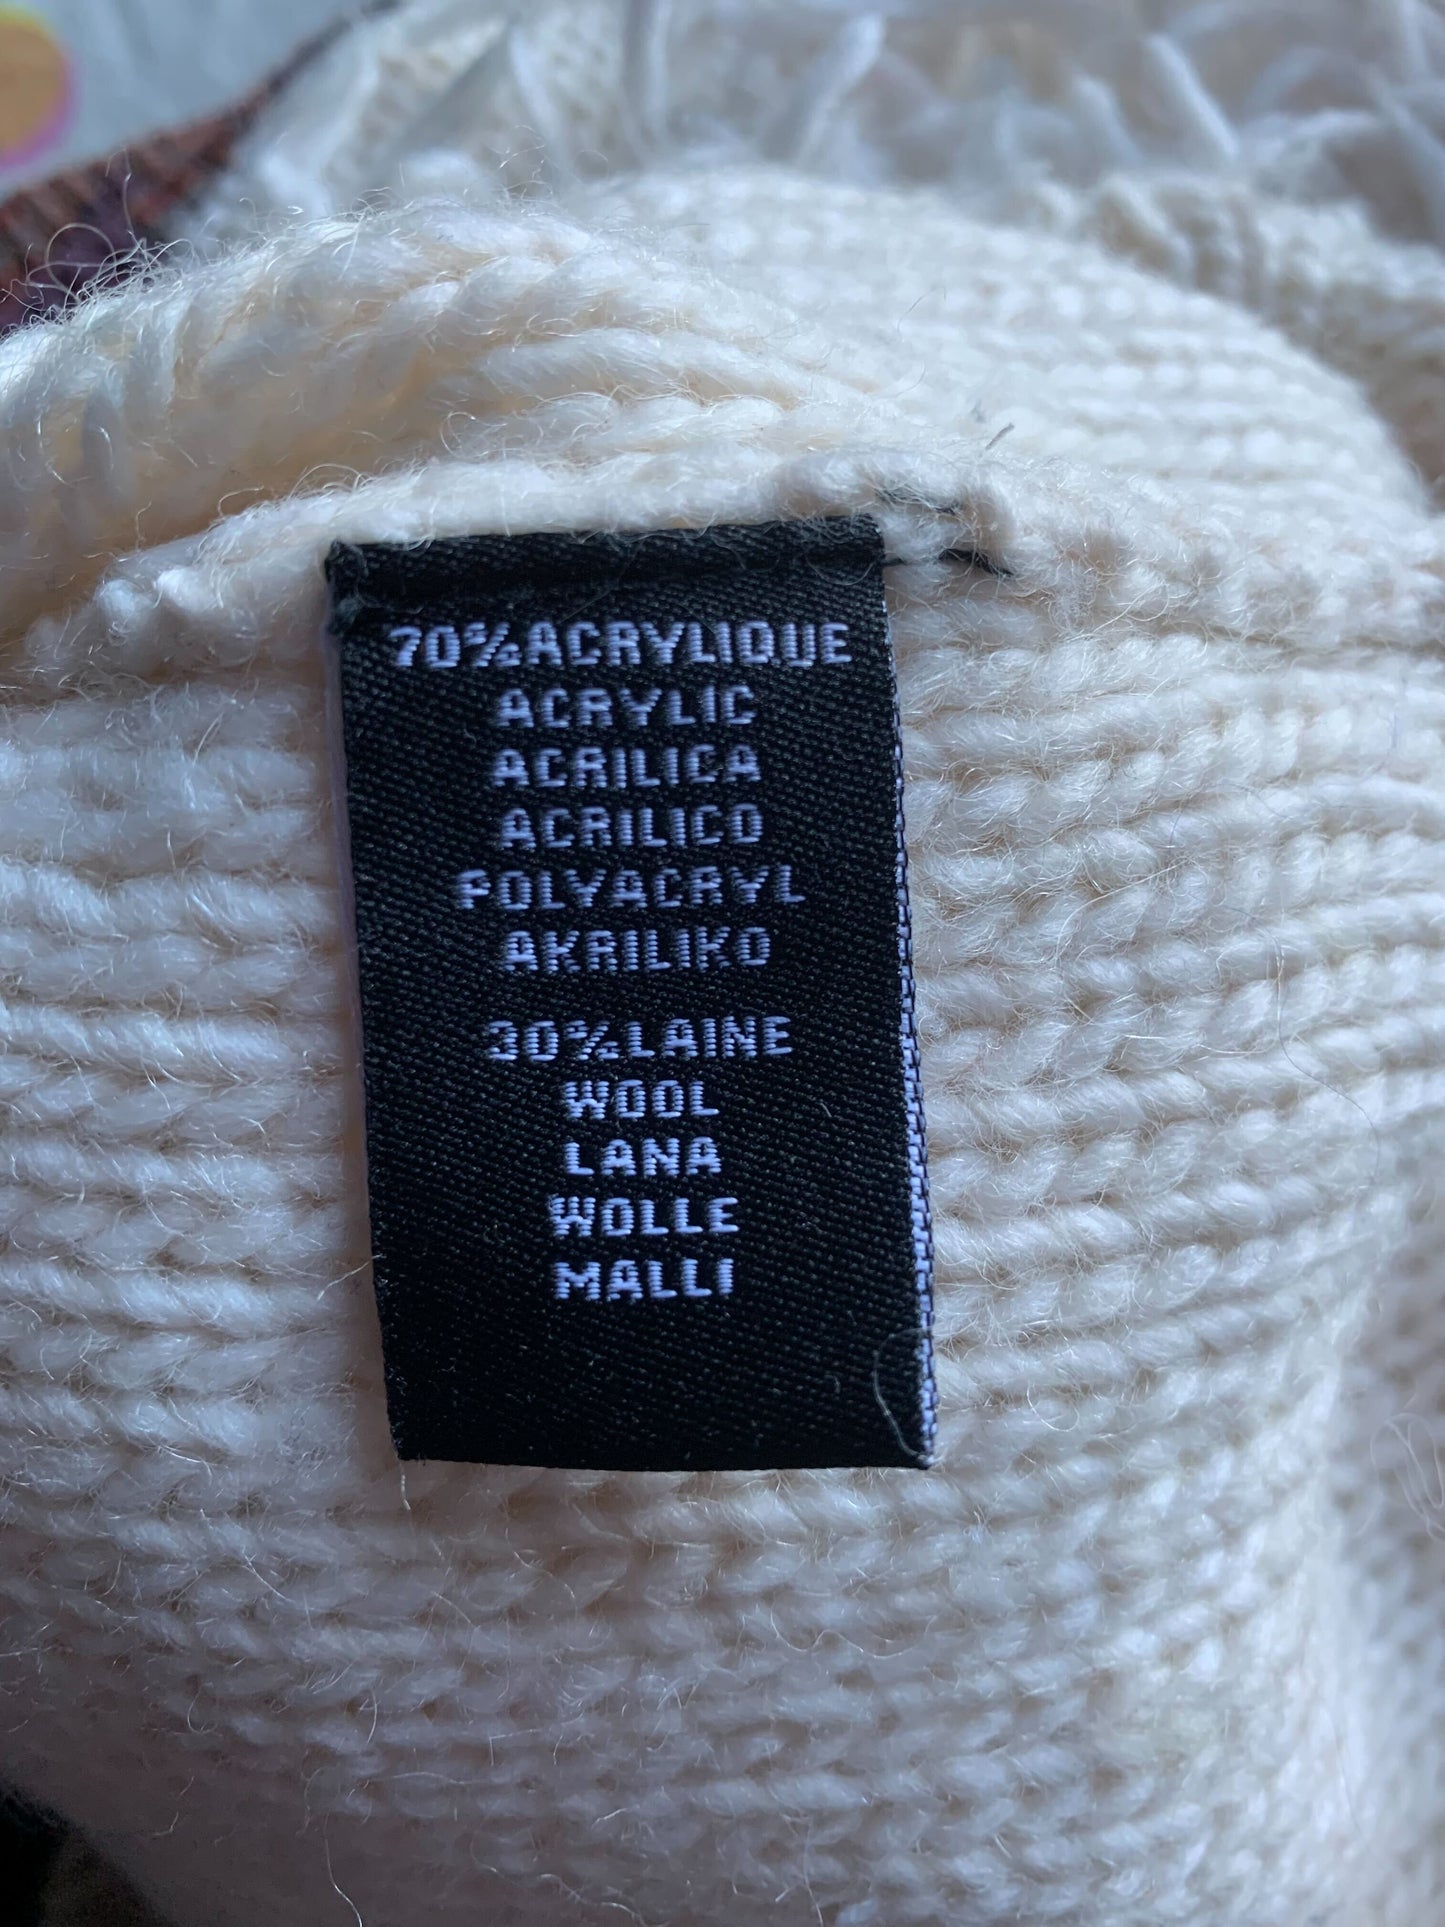 70%ACRYLIQUE
ACRYLIC
ACRILICA
ACRILICO
POLYACRYL
AKRILIKO
30%LAINE
WOOL
LANA
WOLLE
MALLI